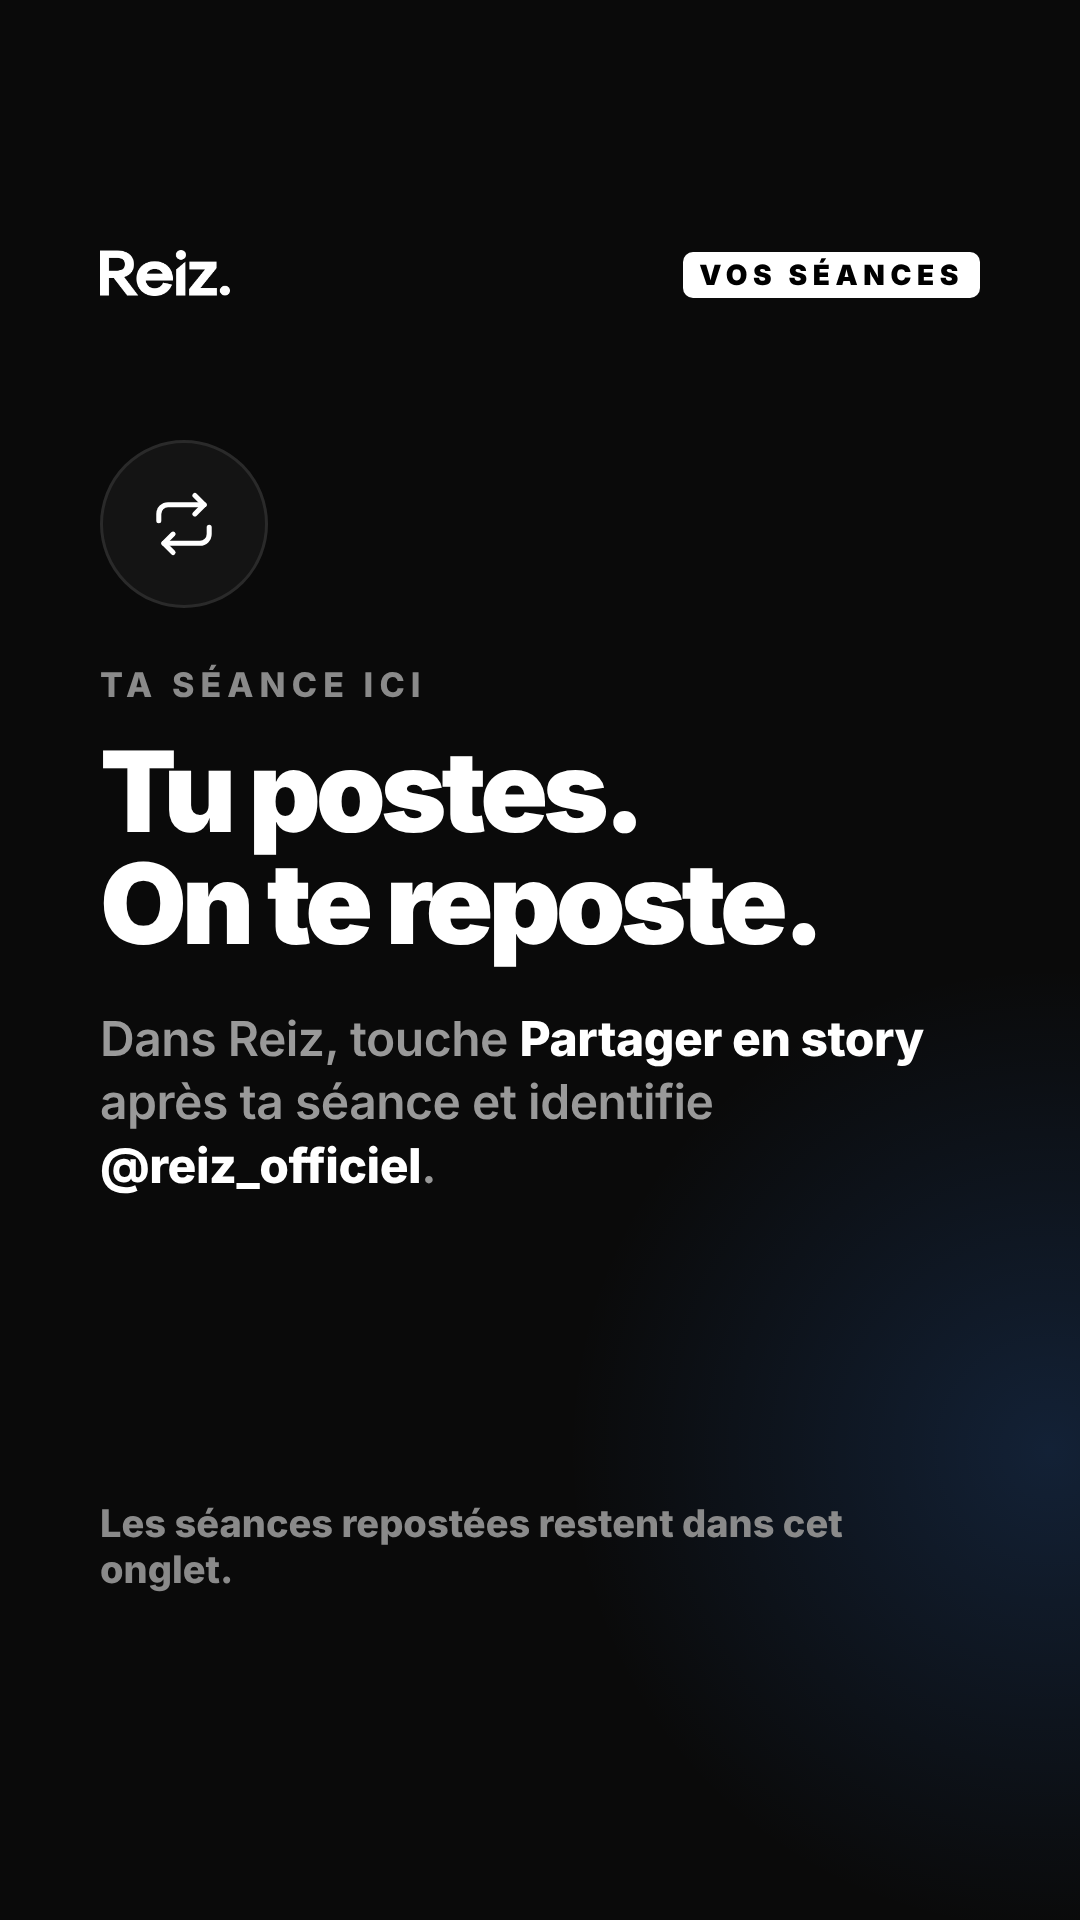 Reiz.
VOS SÉANCES
TA SÉANCE ICI
Tu postes.
On te reposte.
Dans Reiz, touche Partager en story
après ta séance et identifie
@reiz_officiel.
Les séances repostées restent dans cet
onglet.